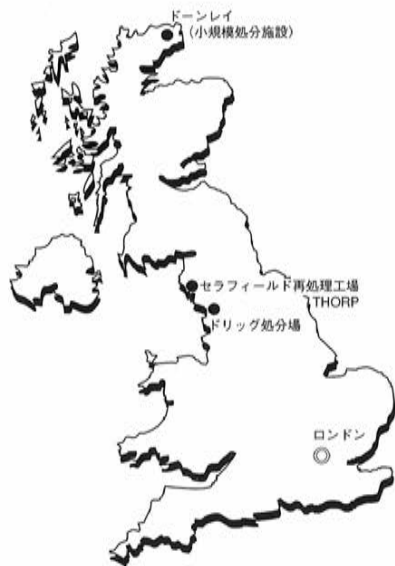 ドーンレイ
(小規模処分施設)
セラフィールド再処理工場
THORP
ドリッグ処分場
ロンドン